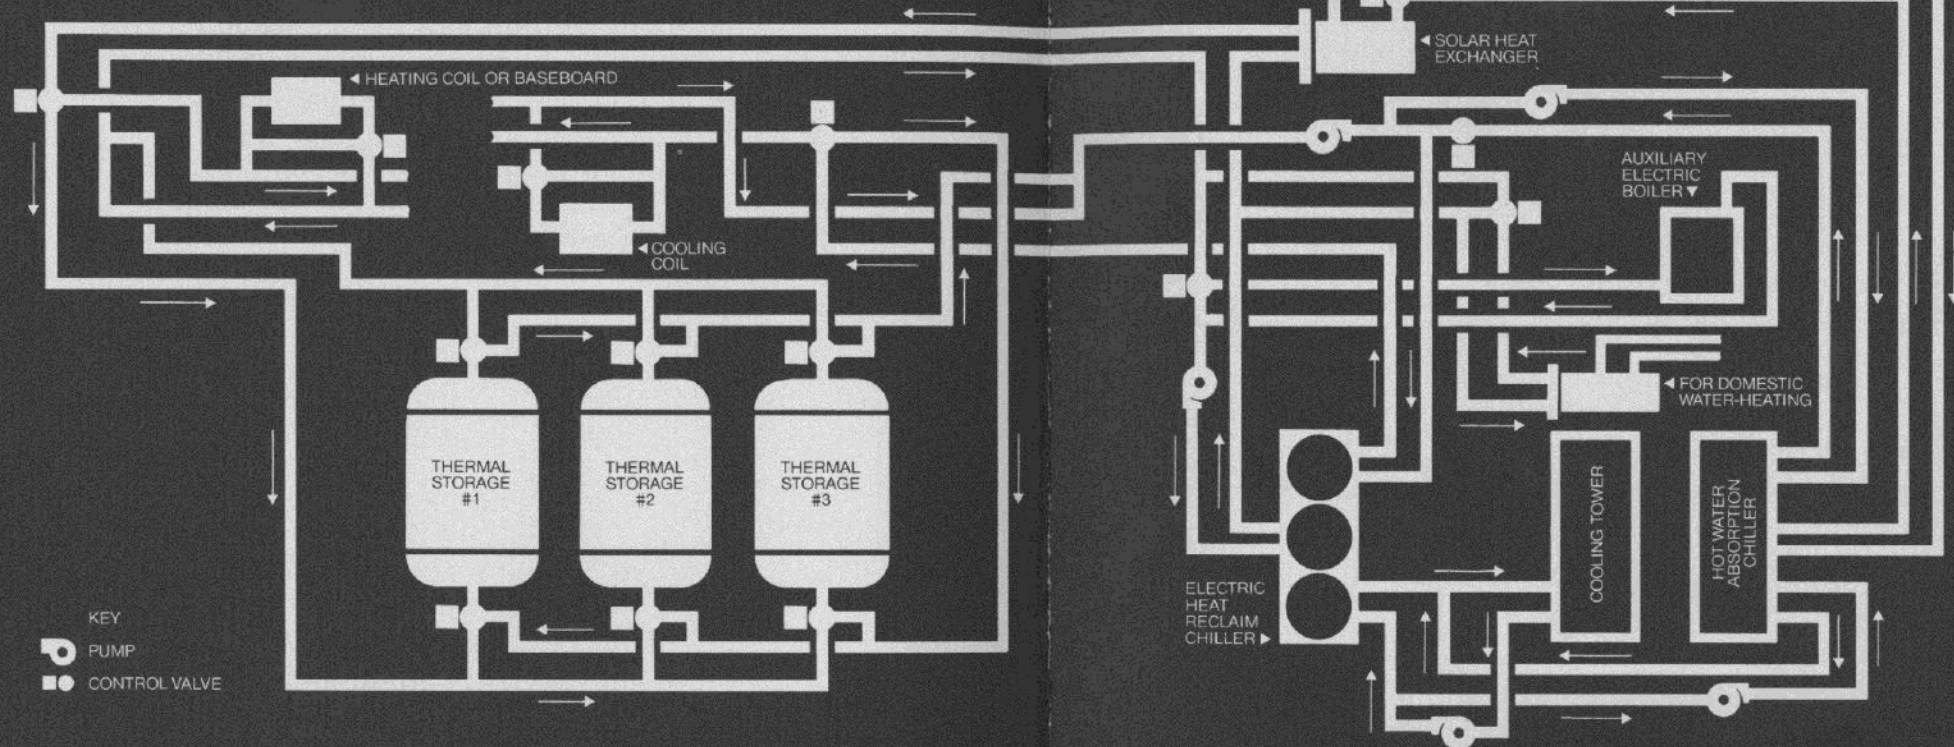 ◀ HEATING COIL OR BASEBOARD
◀ SOLAR HEAT
EXCHANGER
AUXILIARY
ELECTRIC
BOILER ▼
◀ COOLING
COIL
◀ FOR DOMESTIC
WATER-HEATING
THERMAL
STORAGE
#1
THERMAL
STORAGE
#2
THERMAL
STORAGE
#3
COOLING TOWER
HOT WATER
ABSORPTION
CHILLER
ELECTRIC
HEAT
RECLAIM
CHILLER ▶
KEY
PUMP
CONTROL VALVE